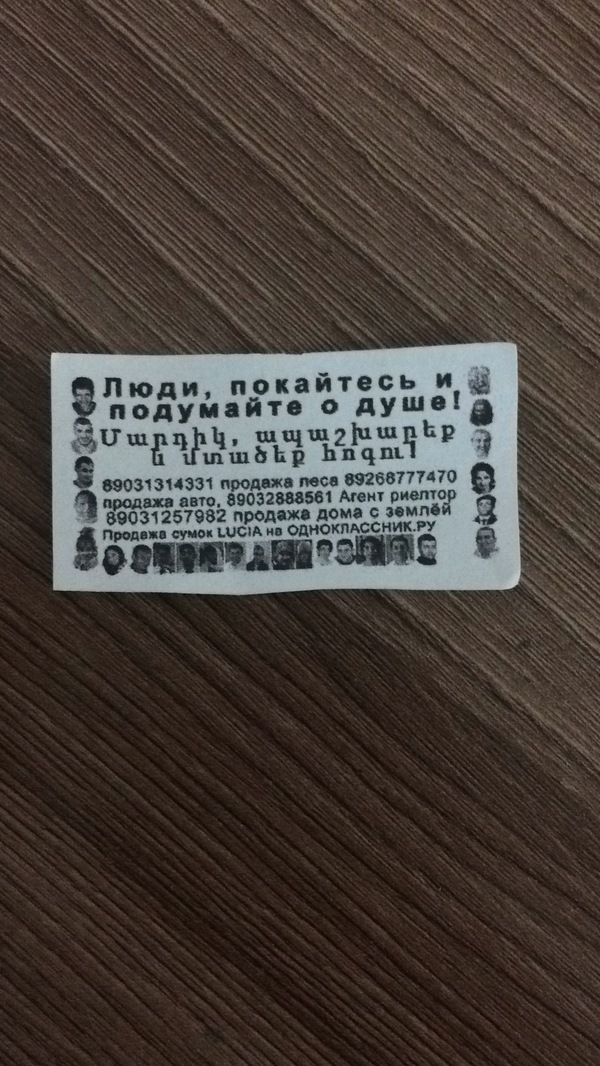 Люди, покайтесь и
подумайте о душе!
Մարդիկ, ապաշխարեք
և մտածեք հոգու!
89031314331 продажа леса 89268777470
продажа авто, 89032888561 Агент риелтор
89031257982 продажа дома с землёй
Продажа сумок LUCIA на ОДНОКЛАССНИК.РУ